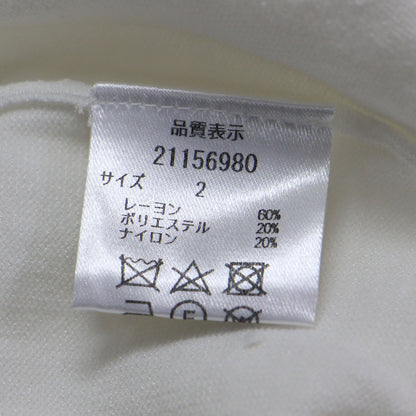 品質表示
21156980
サイズ 2
レーヨン 60%
ポリエステル 20%
ナイロン 20%